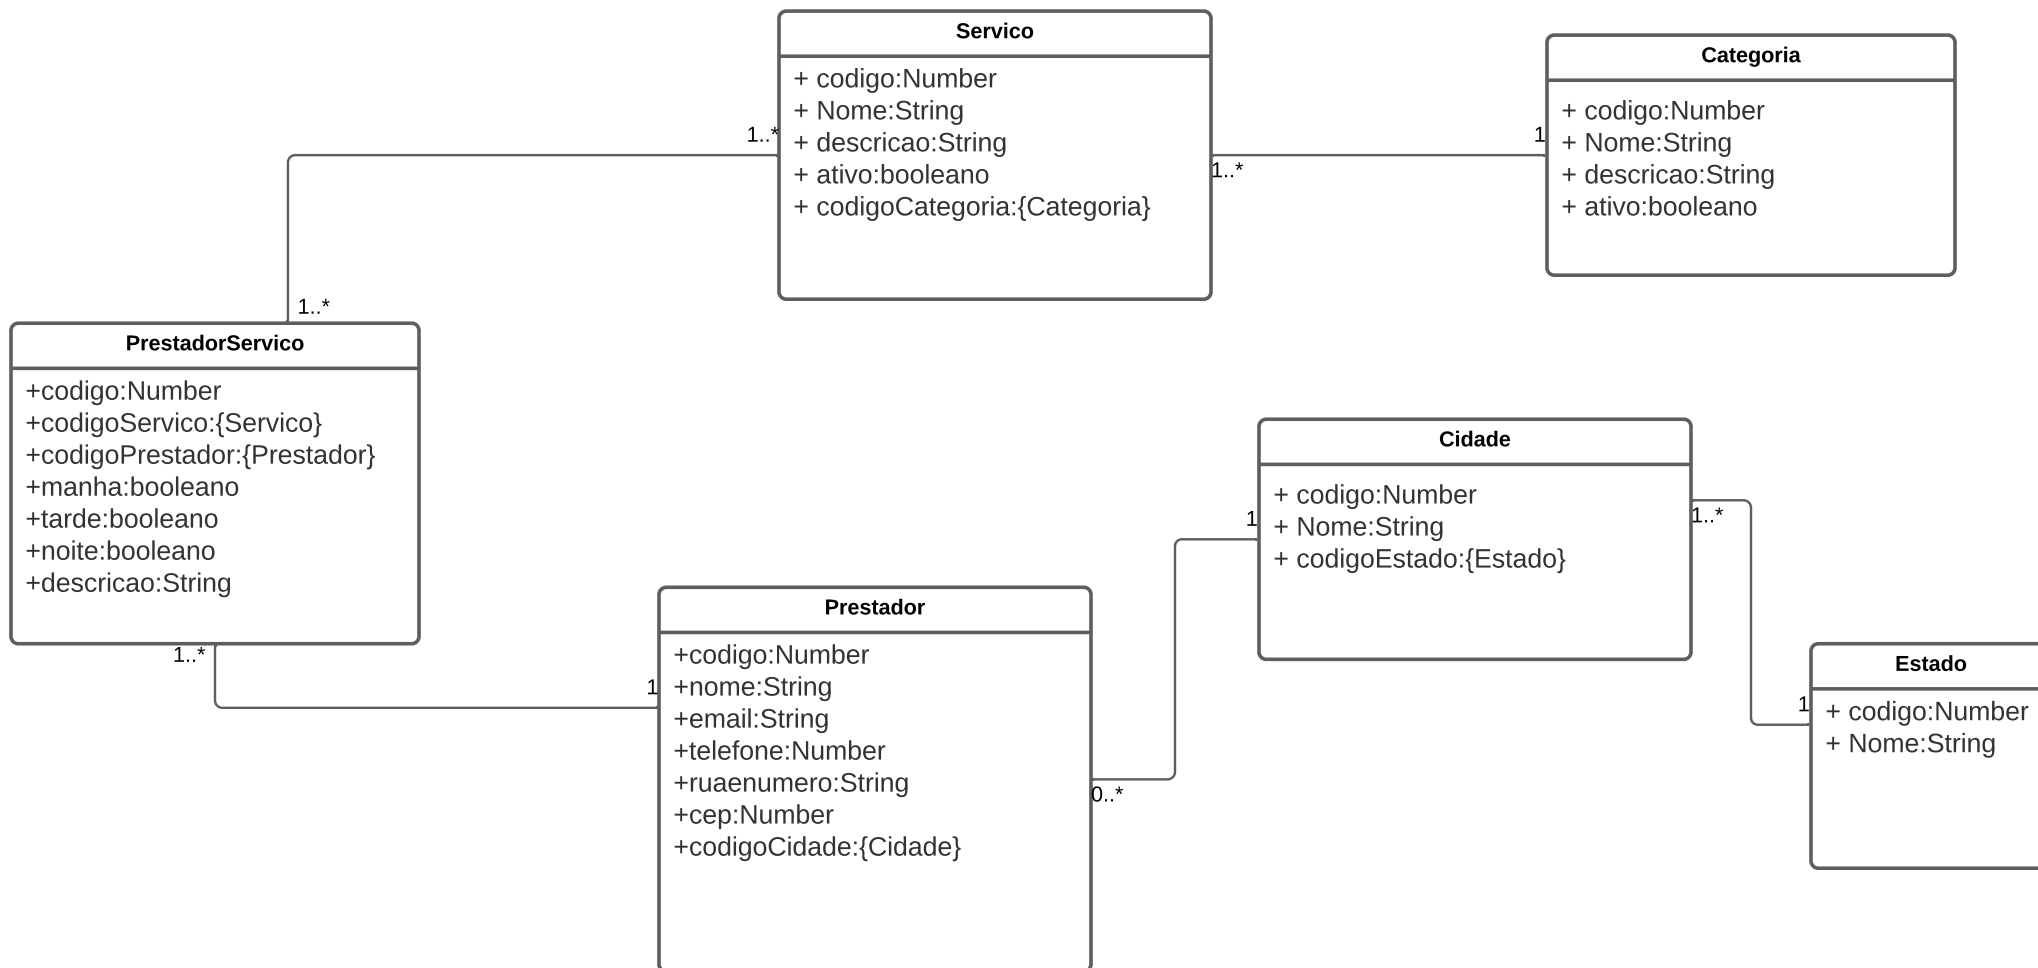 Servico
+ codigo:Number
+ Nome:String
+ descricao:String
+ ativo:booleano
+ codigoCategoria:{Categoria}
Categoria
+ codigo:Number
+ Nome:String
+ descricao:String
+ ativo:booleano
1..*
1..*
1
1..*
PrestadorServico
+codigo:Number
+codigoServico:{Servico}
+codigoPrestador:{Prestador}
+manha:booleano
+tarde:booleano
+noite:booleano
+descricao:String
1..*
1
Prestador
+codigo:Number
+nome:String
+email:String
+telefone:Number
+ruaenumero:String
+cep:Number
+codigoCidade:{Cidade}
0..*
1
Cidade
+ codigo:Number
+ Nome:String
+ codigoEstado:{Estado}
1..*
1
Estado
+ codigo:Number
+ Nome:String